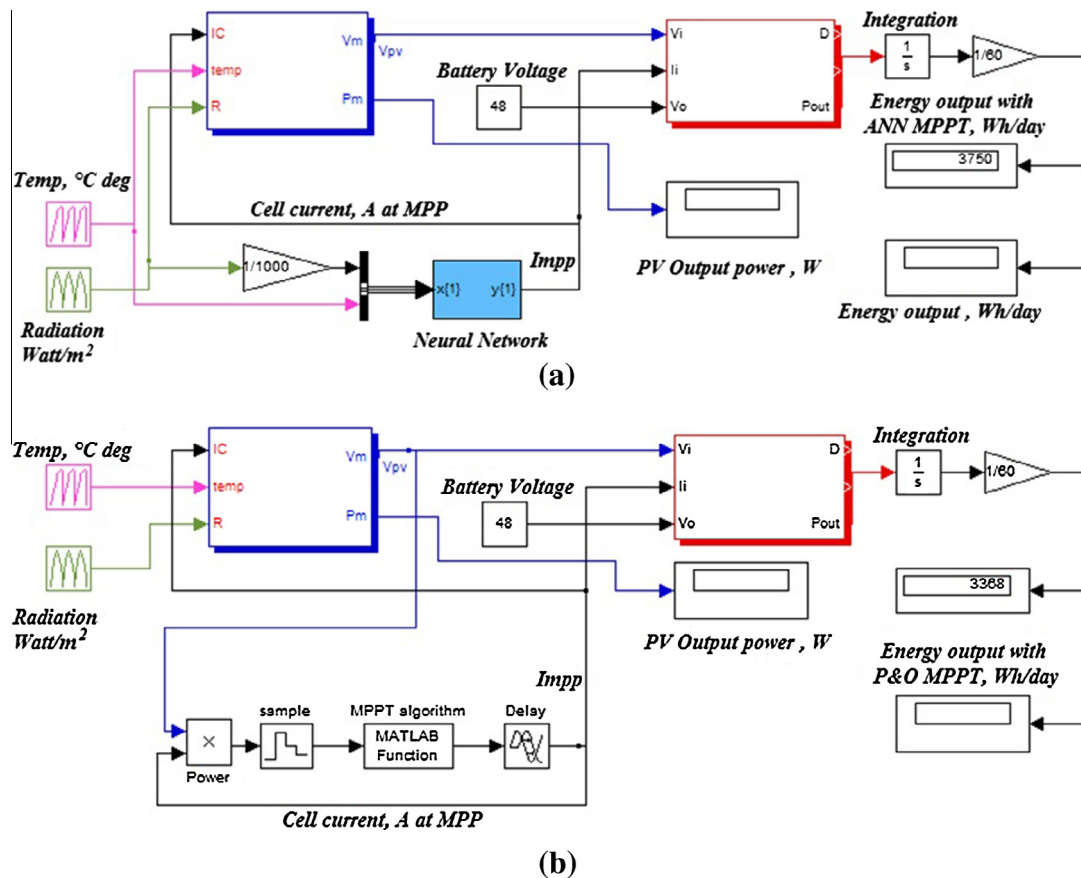 IC
temp
R
Vm
Vpv
Pm
Battery Voltage
48
Vi
Ii
Vo
D
Pout
Integration
1
s
1/60
Energy output with
ANN MPPT, Wh/day
3750
Temp, °C deg
Cell current, A at MPP
1/1000
Impp
x{1} y{1}
Neural Network
PV Output power , W
Energy output , Wh/day
Radiation
Watt/m²
(a)
Temp, °C deg
IC
temp
R
Vm
Vpv
Pm
Battery Voltage
48
Vi
Ii
Vo
D
Pout
Integration
1
s
1/60
3368
Radiation
Watt/m²
PV Output power , W
Energy output with
P&O MPPT, Wh/day
Impp
sample
MPPT algorithm
Delay
×
MATLAB
Function
Power
Cell current, A at MPP
(b)